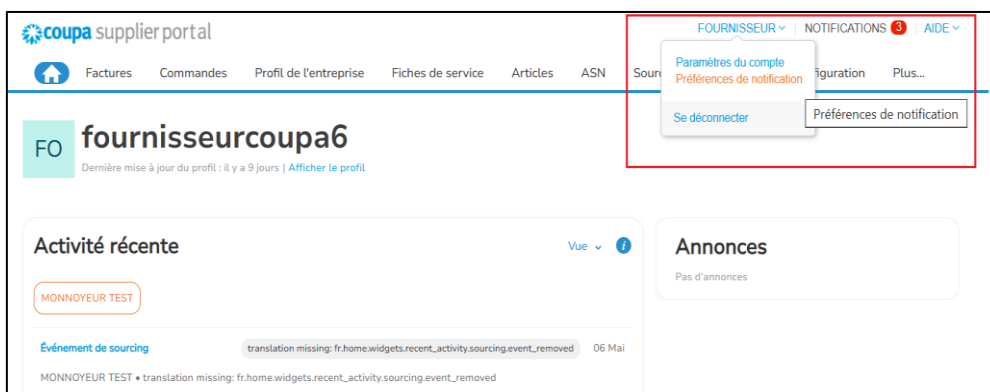 coupa supplier portal
FOURNISSEUR NOTIFICATIONS 3 AIDE
Factures Commandes Profil de l'entreprise Fiches de service Articles ASN Sour figuration Plus...
Paramètres du compte
Préférences de notification
Se déconnecter
Préférences de notification
FO
fournisseurcoupa6
Dernière mise à jour du profil : il y a 9 jours | Afficher le profil
Activité récente
Vue
i
Annonces
Pas d'annonces
MONNOYEUR TEST
Événement de sourcing translation missing: fr.home.widgets.recent_activity.sourcing.event_removed 06 Mai
MONNOYEUR TEST • translation missing: fr.home.widgets.recent_activity.sourcing.event_removed